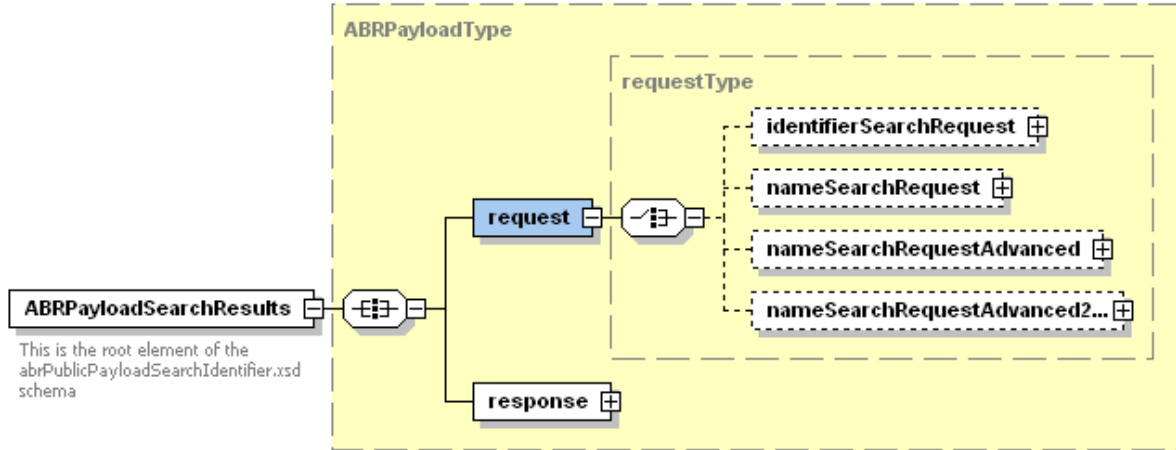 ABRPayloadType
requestType
identifierSearchRequest
nameSearchRequest
request
nameSearchRequestAdvanced
nameSearchRequestAdvanced2...
ABRPayloadSearchResults
This is the root element of the
abrPublicPayloadSearchIdentifier.xsd
schema
response